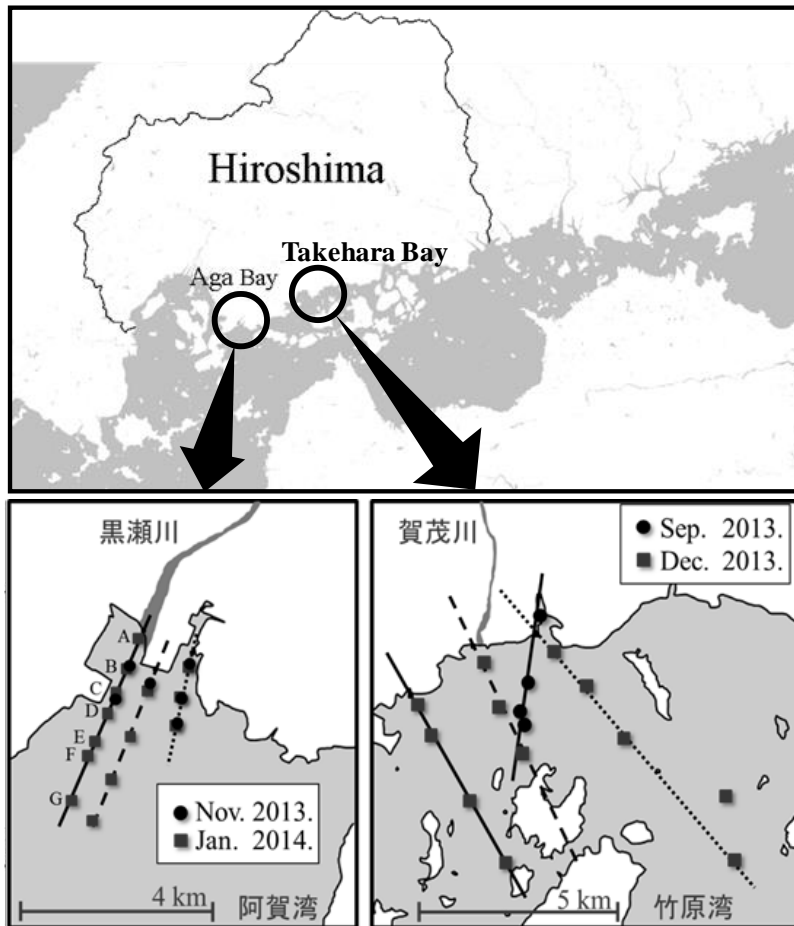 Hiroshima
Takehara Bay
Aga Bay
黒瀬川
A
B
C
D
E
F
G
Nov. 2013.
Jan. 2014.
4 km
阿賀湾
賀茂川
Sep. 2013.
Dec. 2013.
5 km
竹原湾